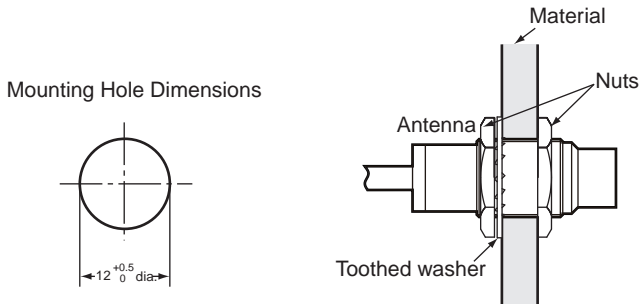 Material
Mounting Hole Dimensions
Nuts
Antenna
12 +0.5 0 dia.
Toothed washer